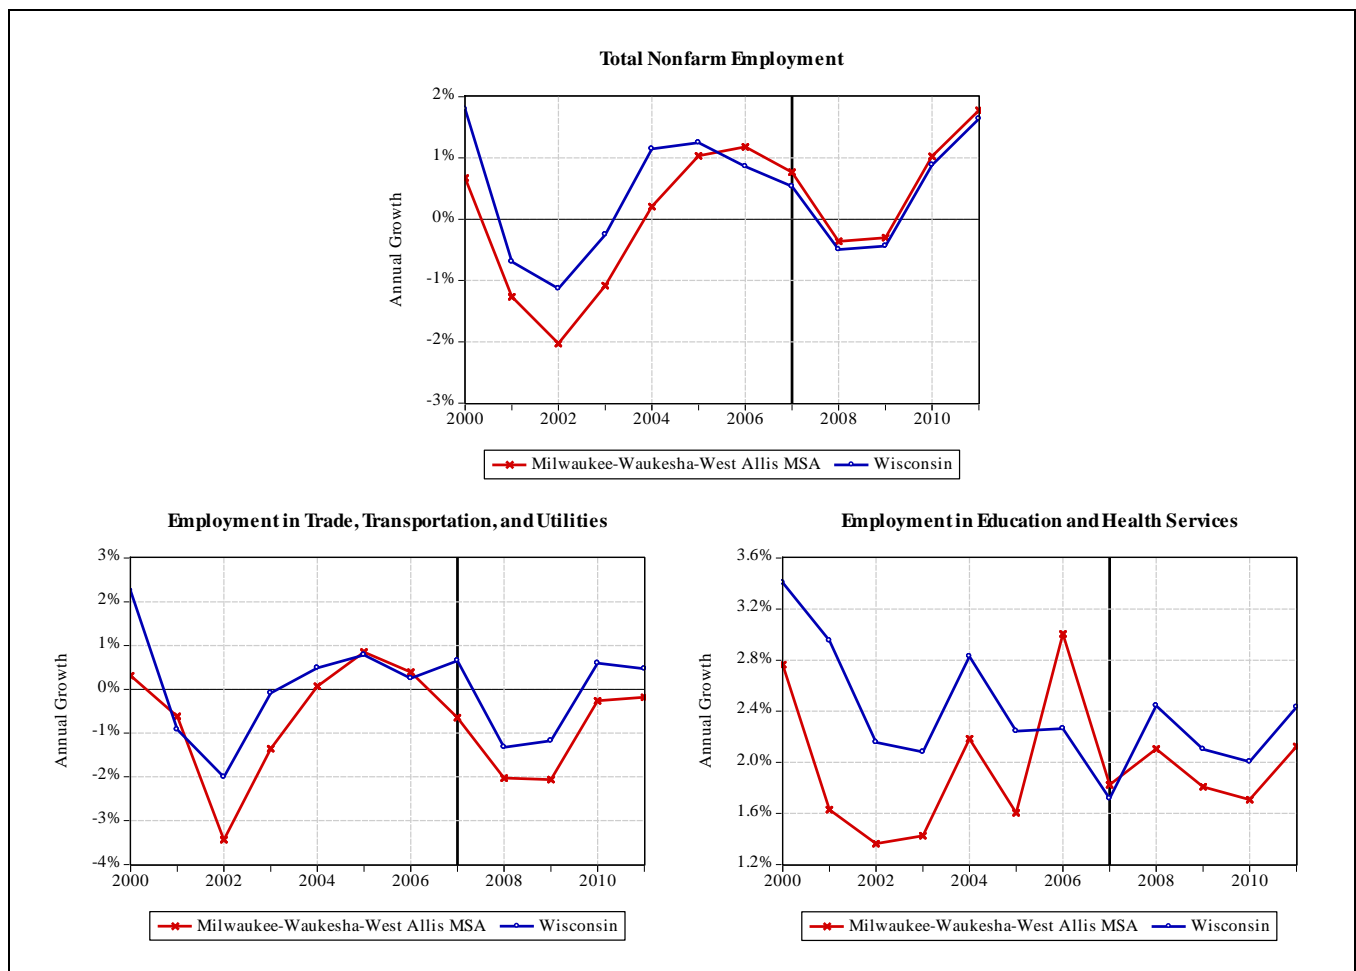 Total Nonfarm Employment
2%
1%
0%
-1%
-2%
-3%
Annual Growth
2000 2002 2004 2006 2008 2010
Milwaukee-Waukesha-West Allis MSA Wisconsin
Employment in Trade, Transportation, and Utilities
3%
2%
1%
0%
-1%
-2%
-3%
-4%
Annual Growth
2000 2002 2004 2006 2008 2010
Milwaukee-Waukesha-West Allis MSA Wisconsin
Employment in Education and Health Services
3.6%
3.2%
2.8%
2.4%
2.0%
1.6%
1.2%
Annual Growth
2000 2002 2004 2006 2008 2010
Milwaukee-Waukesha-West Allis MSA Wisconsin